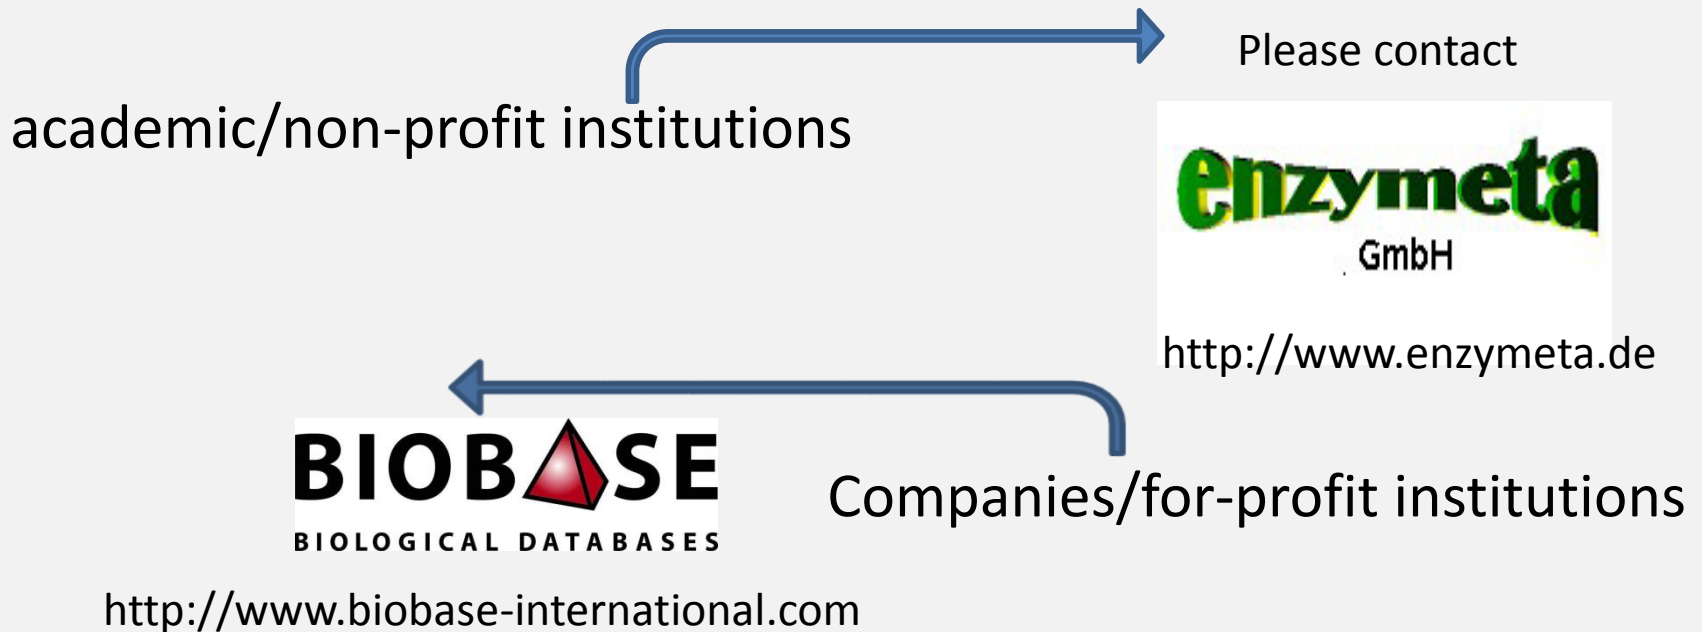 Please contact
academic/non-profit institutions
enzymeta
GmbH
http://www.enzymeta.de
BIOBASE
BIOLOGICAL DATABASES
Companies/for-profit institutions
http://www.biobase-international.com